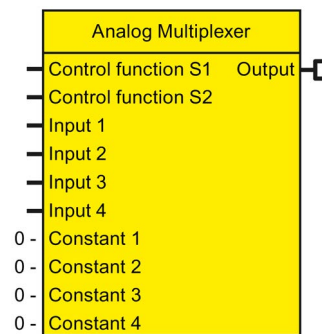 Analog Multiplexer
Control function S1 Output
Control function S2
Input 1
Input 2
Input 3
Input 4
0 - Constant 1
0 - Constant 2
0 - Constant 3
0 - Constant 4